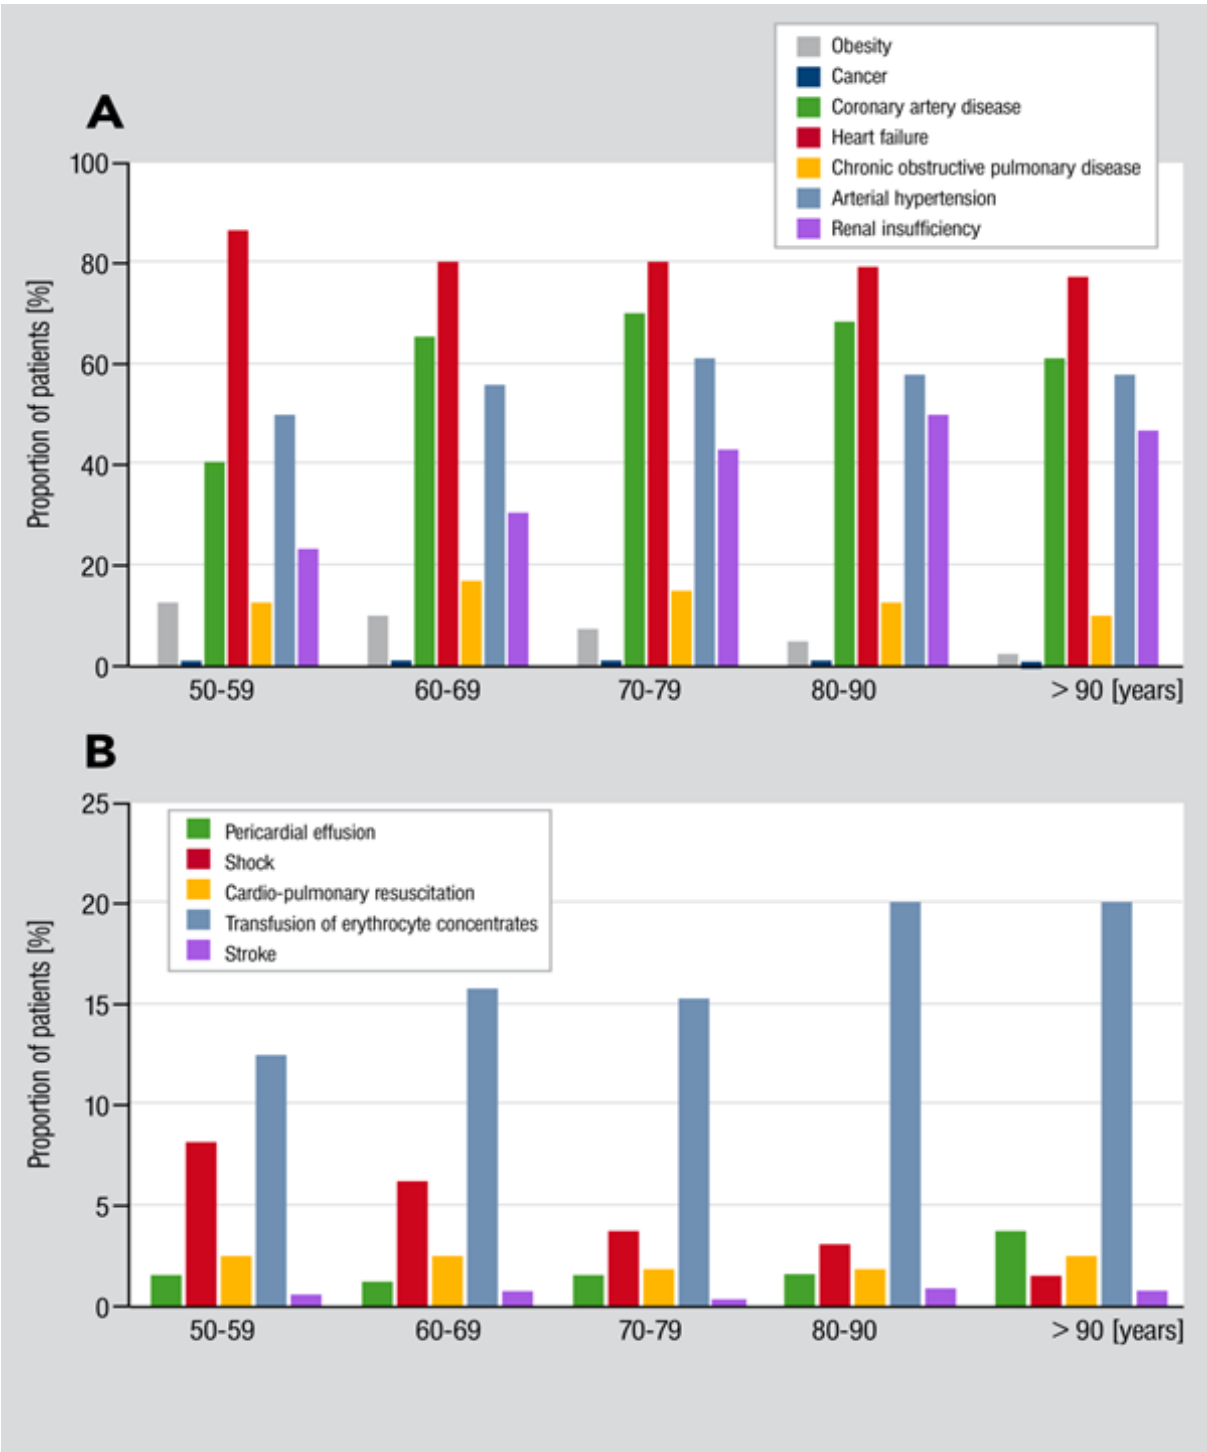 Obesity
Cancer
Coronary artery disease
Heart failure
Chronic obstructive pulmonary disease
Arterial hypertension
Renal insufficiency
A
Proportion of patients [%]
100
80
60
40
20
0
50-59 60-69 70-79 80-90 > 90 [years]
B
Proportion of patients [%]
25
20
15
10
5
0
Pericardial effusion
Shock
Cardio-pulmonary resuscitation
Transfusion of erythrocyte concentrates
Stroke
50-59 60-69 70-79 80-90 > 90 [years]